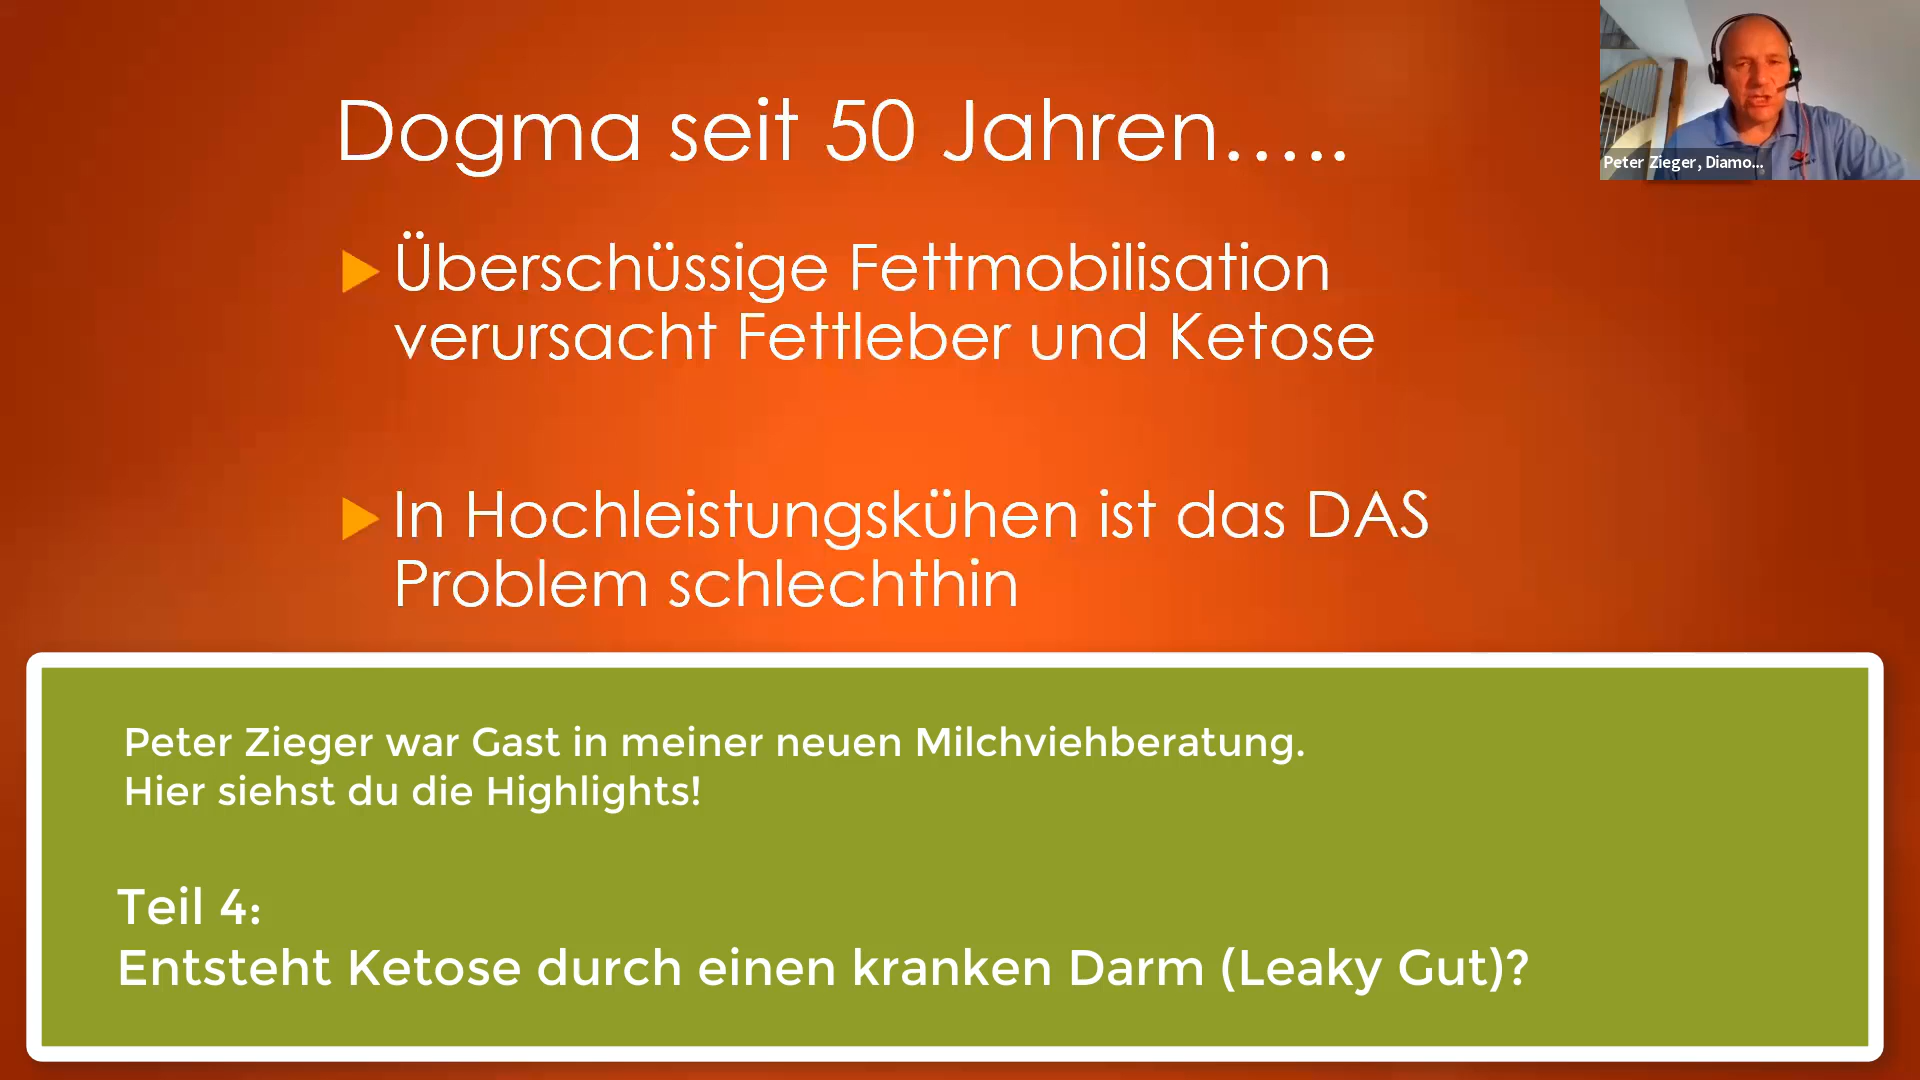 Dogma seit 50 Jahren…..
Peter Zieger, Diamo...
Überschüssige Fettmobilisation
verursacht Fettleber und Ketose
In Hochleistungskühen ist das DAS
Problem schlechthin
Peter Zieger war Gast in meiner neuen Milchviehberatung.
Hier siehst du die Highlights!
Teil 4:
Entsteht Ketose durch einen kranken Darm (Leaky Gut)?